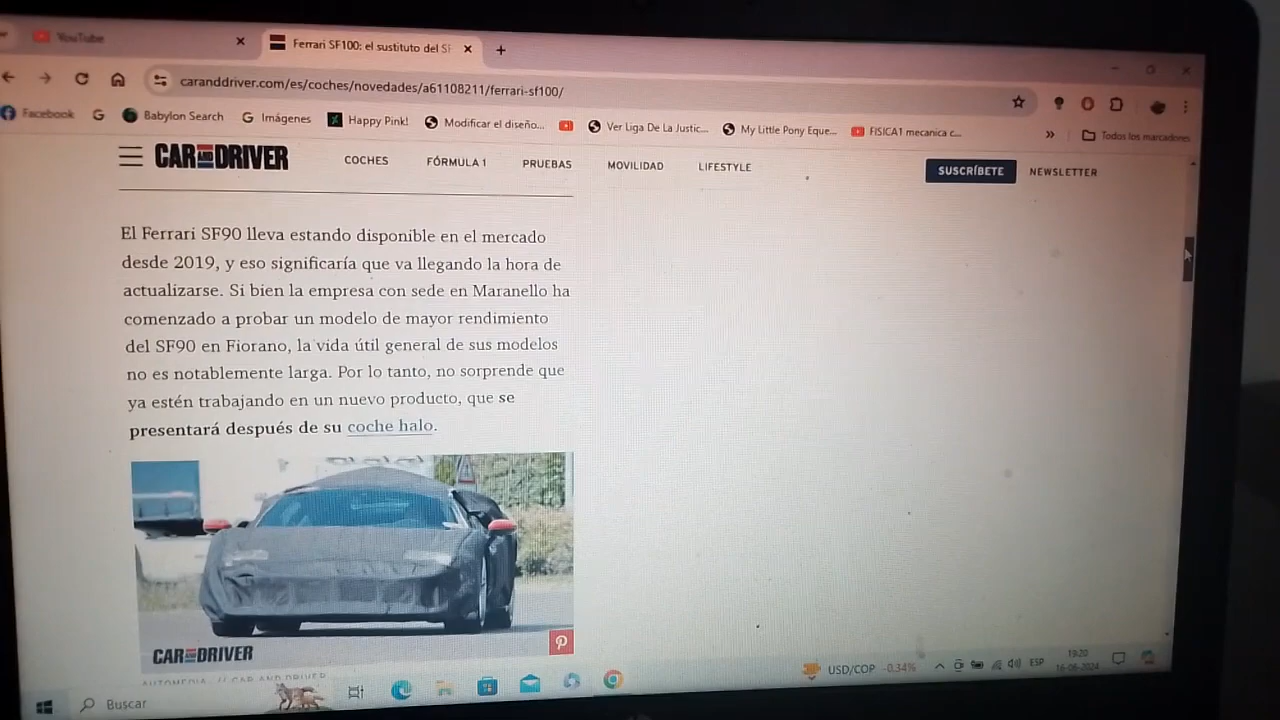 YouTube
Ferrari SF100: el sustituto del SF
caranddriver.com/es/coches/novedades/a61108211/ferrari-sf100/
Facebook
Babylon Search
Imágenes
Happy Pink!
Modificar el diseño...
Ver Liga De La Justic...
My Little Pony Eque...
FISICA1 mecanica c...
Todos los marcadores
CAR AND DRIVER
COCHES
FÓRMULA 1
PRUEBAS
MOVILIDAD
LIFESTYLE
SUSCRÍBETE
NEWSLETTER
El Ferrari SF90 lleva estando disponible en el mercado
desde 2019, y eso significaría que va llegando la hora de
actualizarse. Si bien la empresa con sede en Maranello ha
comenzado a probar un modelo de mayor rendimiento
del SF90 en Fiorano, la vida útil general de sus modelos
no es notablemente larga. Por lo tanto, no sorprende que
ya estén trabajando en un nuevo producto, que se
presentará después de su coche halo.
CAR AND DRIVER
AUTOMEDIA // CAR AND DRIVER
Buscar
USD/COP -0.34%
ESP
19:20
16-06-2024